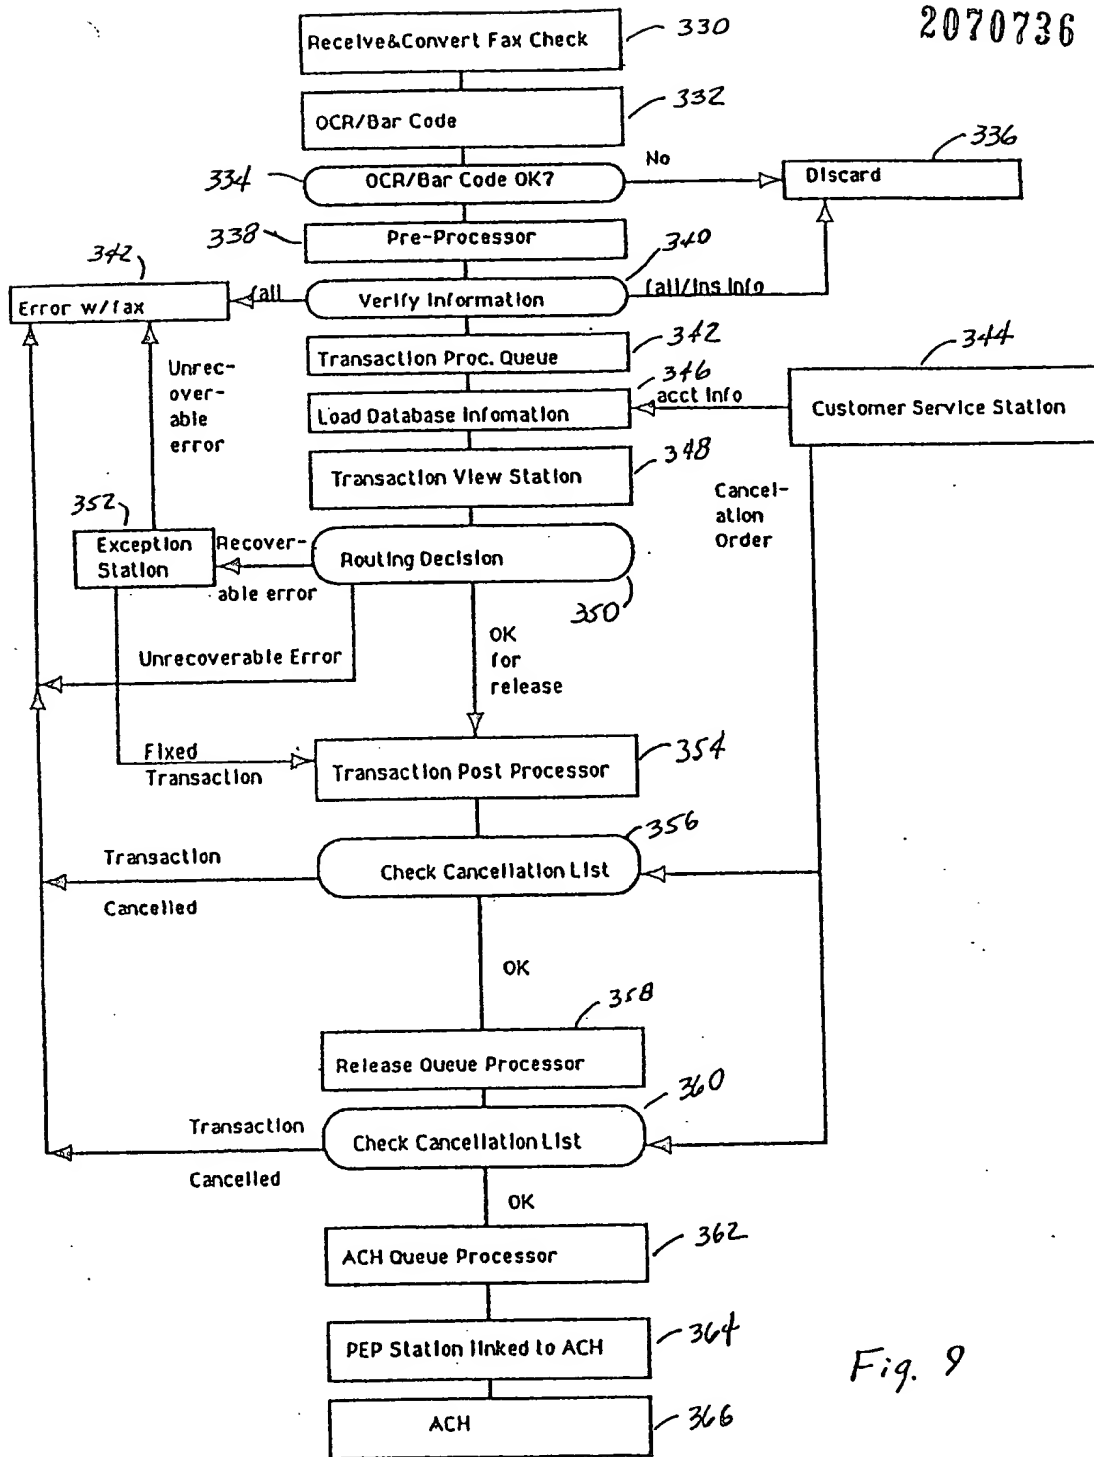 2070736
Receive&Convert Fax Check
330
OCR/Bar Code
332
334
OCR/Bar Code OK?
No
Discard
336
338
Pre-Processor
340
342
Error w/fax
fail
Verify Information
fail/ins Info
Transaction Proc. Queue
342
346
Load Database Infomation
acct Info
344
Customer Service Station
Unrec-
over-
able
error
Transaction View Station
348
Cancel-
ation
Order
352
Exception
Station
Recover-
able error
Routing Decision
350
Unrecoverable Error
OK
for
release
Fixed
Transaction
Transaction Post Processor
354
356
Transaction
Cancelled
Check Cancellation List
OK
358
Release Queue Processor
360
Transaction
Cancelled
Check Cancellation List
OK
ACH Queue Processor
362
PEP Station linked to ACH
364
ACH
366
Fig. 9